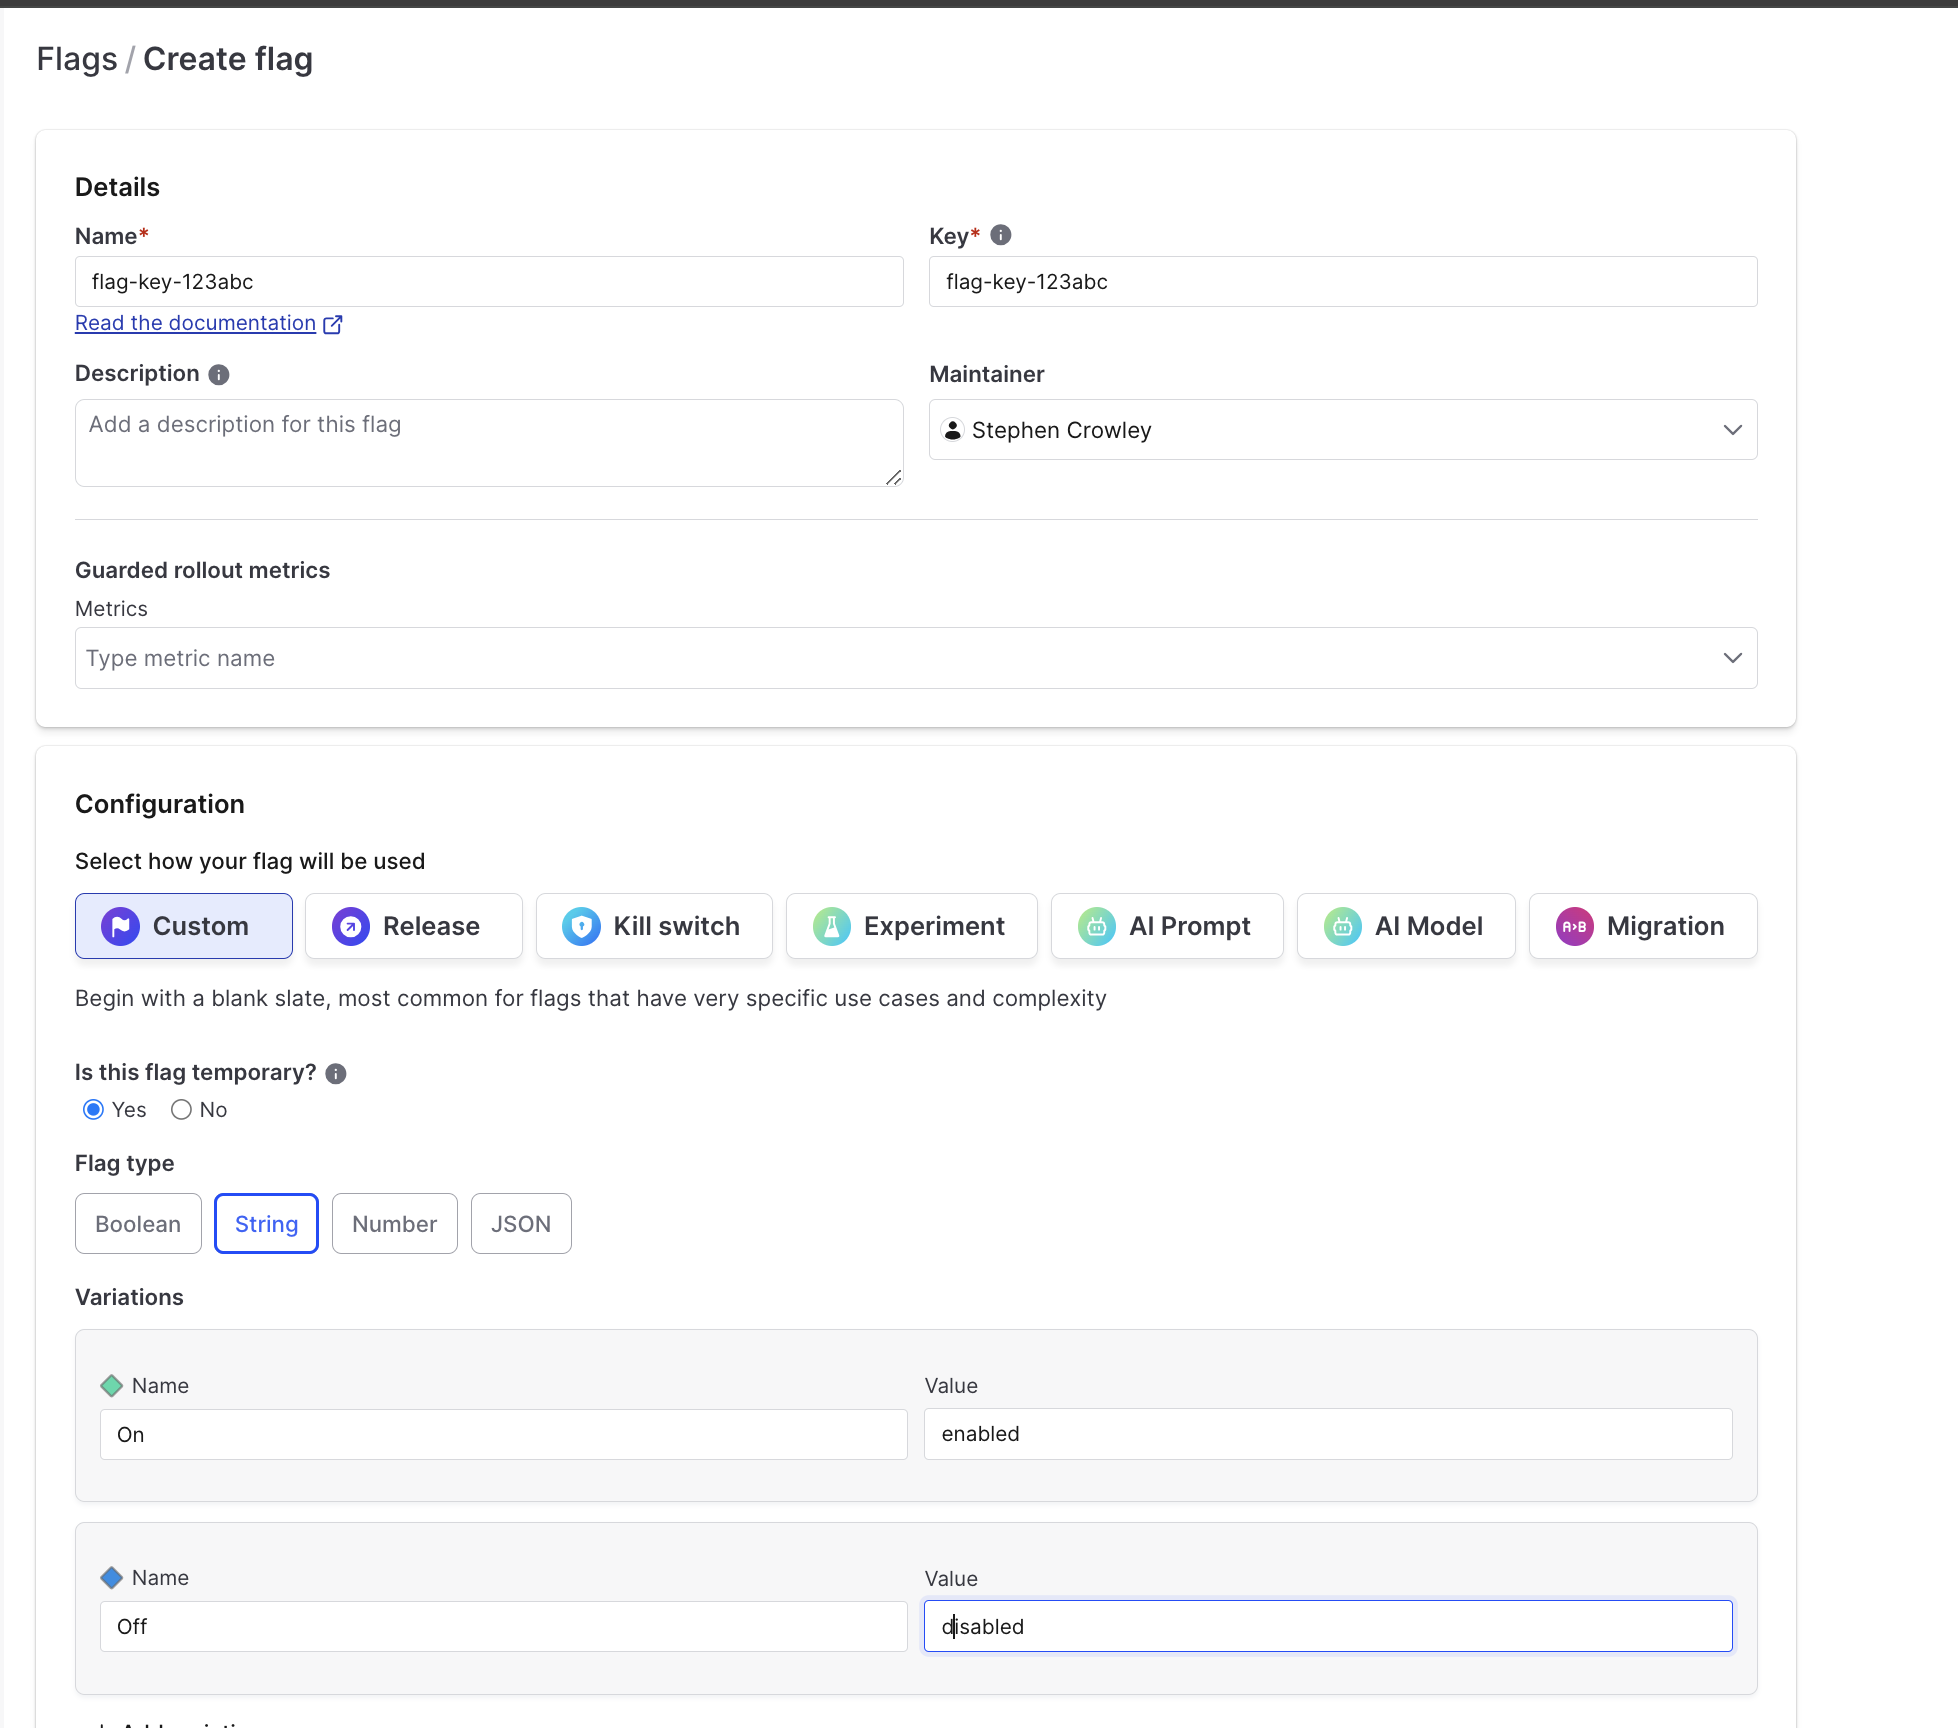 Flags / Create flag
Details
Name*
Key*
flag-key-123abc
flag-key-123abc
Read the documentation
Description
Maintainer
Add a description for this flag
Stephen Crowley
Guarded rollout metrics
Metrics
Type metric name
Configuration
Select how your flag will be used
Custom
Release
Kill switch
Experiment
AI Prompt
AI Model
A>B
Migration
Begin with a blank slate, most common for flags that have very specific use cases and complexity
Is this flag temporary?
Yes
No
Flag type
Boolean
String
Number
JSON
Variations
Name
Value
On
enabled
Name
Value
Off
disabled